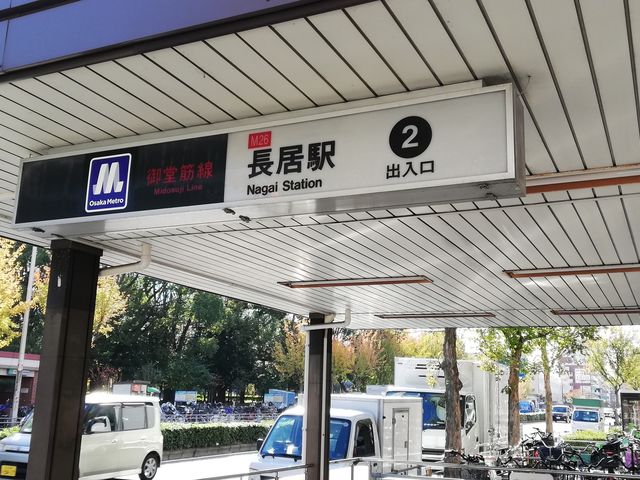 Osaka Metro
御堂筋線
Midosuji Line
M26
長居駅
Nagai Station
2
出入口